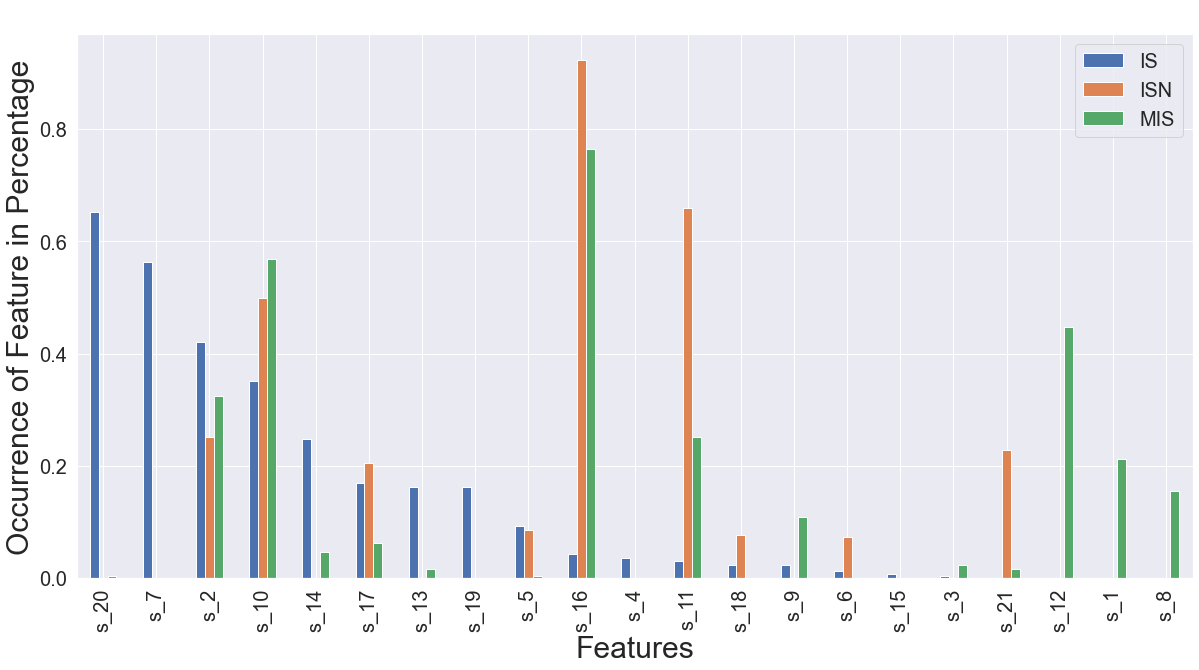 Occurrence of Feature in Percentage
0.8
0.6
0.4
0.2
0.0
IS
ISN
MIS
s_20 s_7 s_2 s_10 s_14 s_17 s_13 s_19 s_5 s_16 s_4 s_11 s_18 s_9 s_6 s_15 s_3 s_21 s_12 s_1 s_8
Features